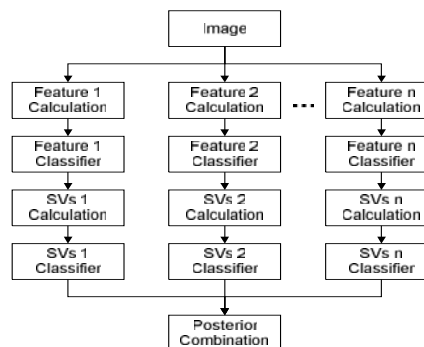 Image
Feature 1
Calculation
Feature 2
Calculation
...
Feature n
Calculation
Feature 1
Classifier
Feature 2
Classifier
Feature n
Classifier
SVs 1
Calculation
SVs 2
Calculation
SVs n
Calculation
SVs 1
Classifier
SVs 2
Classifier
SVs n
Classifier
Posterior
Combination